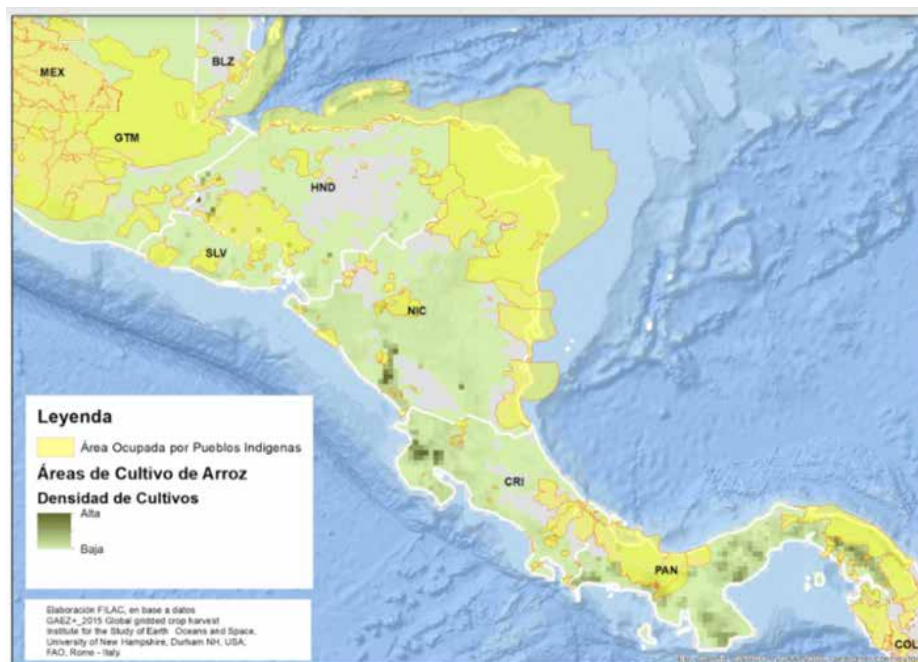 BLZ
MEX
GTM
HND
SLV
NIC
CRI
PAN
COL
Leyenda
Área Ocupada por Pueblos Indigenas
Áreas de Cultivo de Arroz
Densidad de Cultivos
Alta
Baja
Elaboración FILAC, en base a datos
GAEZ+_2015 Global gridded crop harvest
Institute for the Study of Earth Oceans and Space,
University of New Hampshire, Durham NH, USA.
FAO, Rome - Italy.